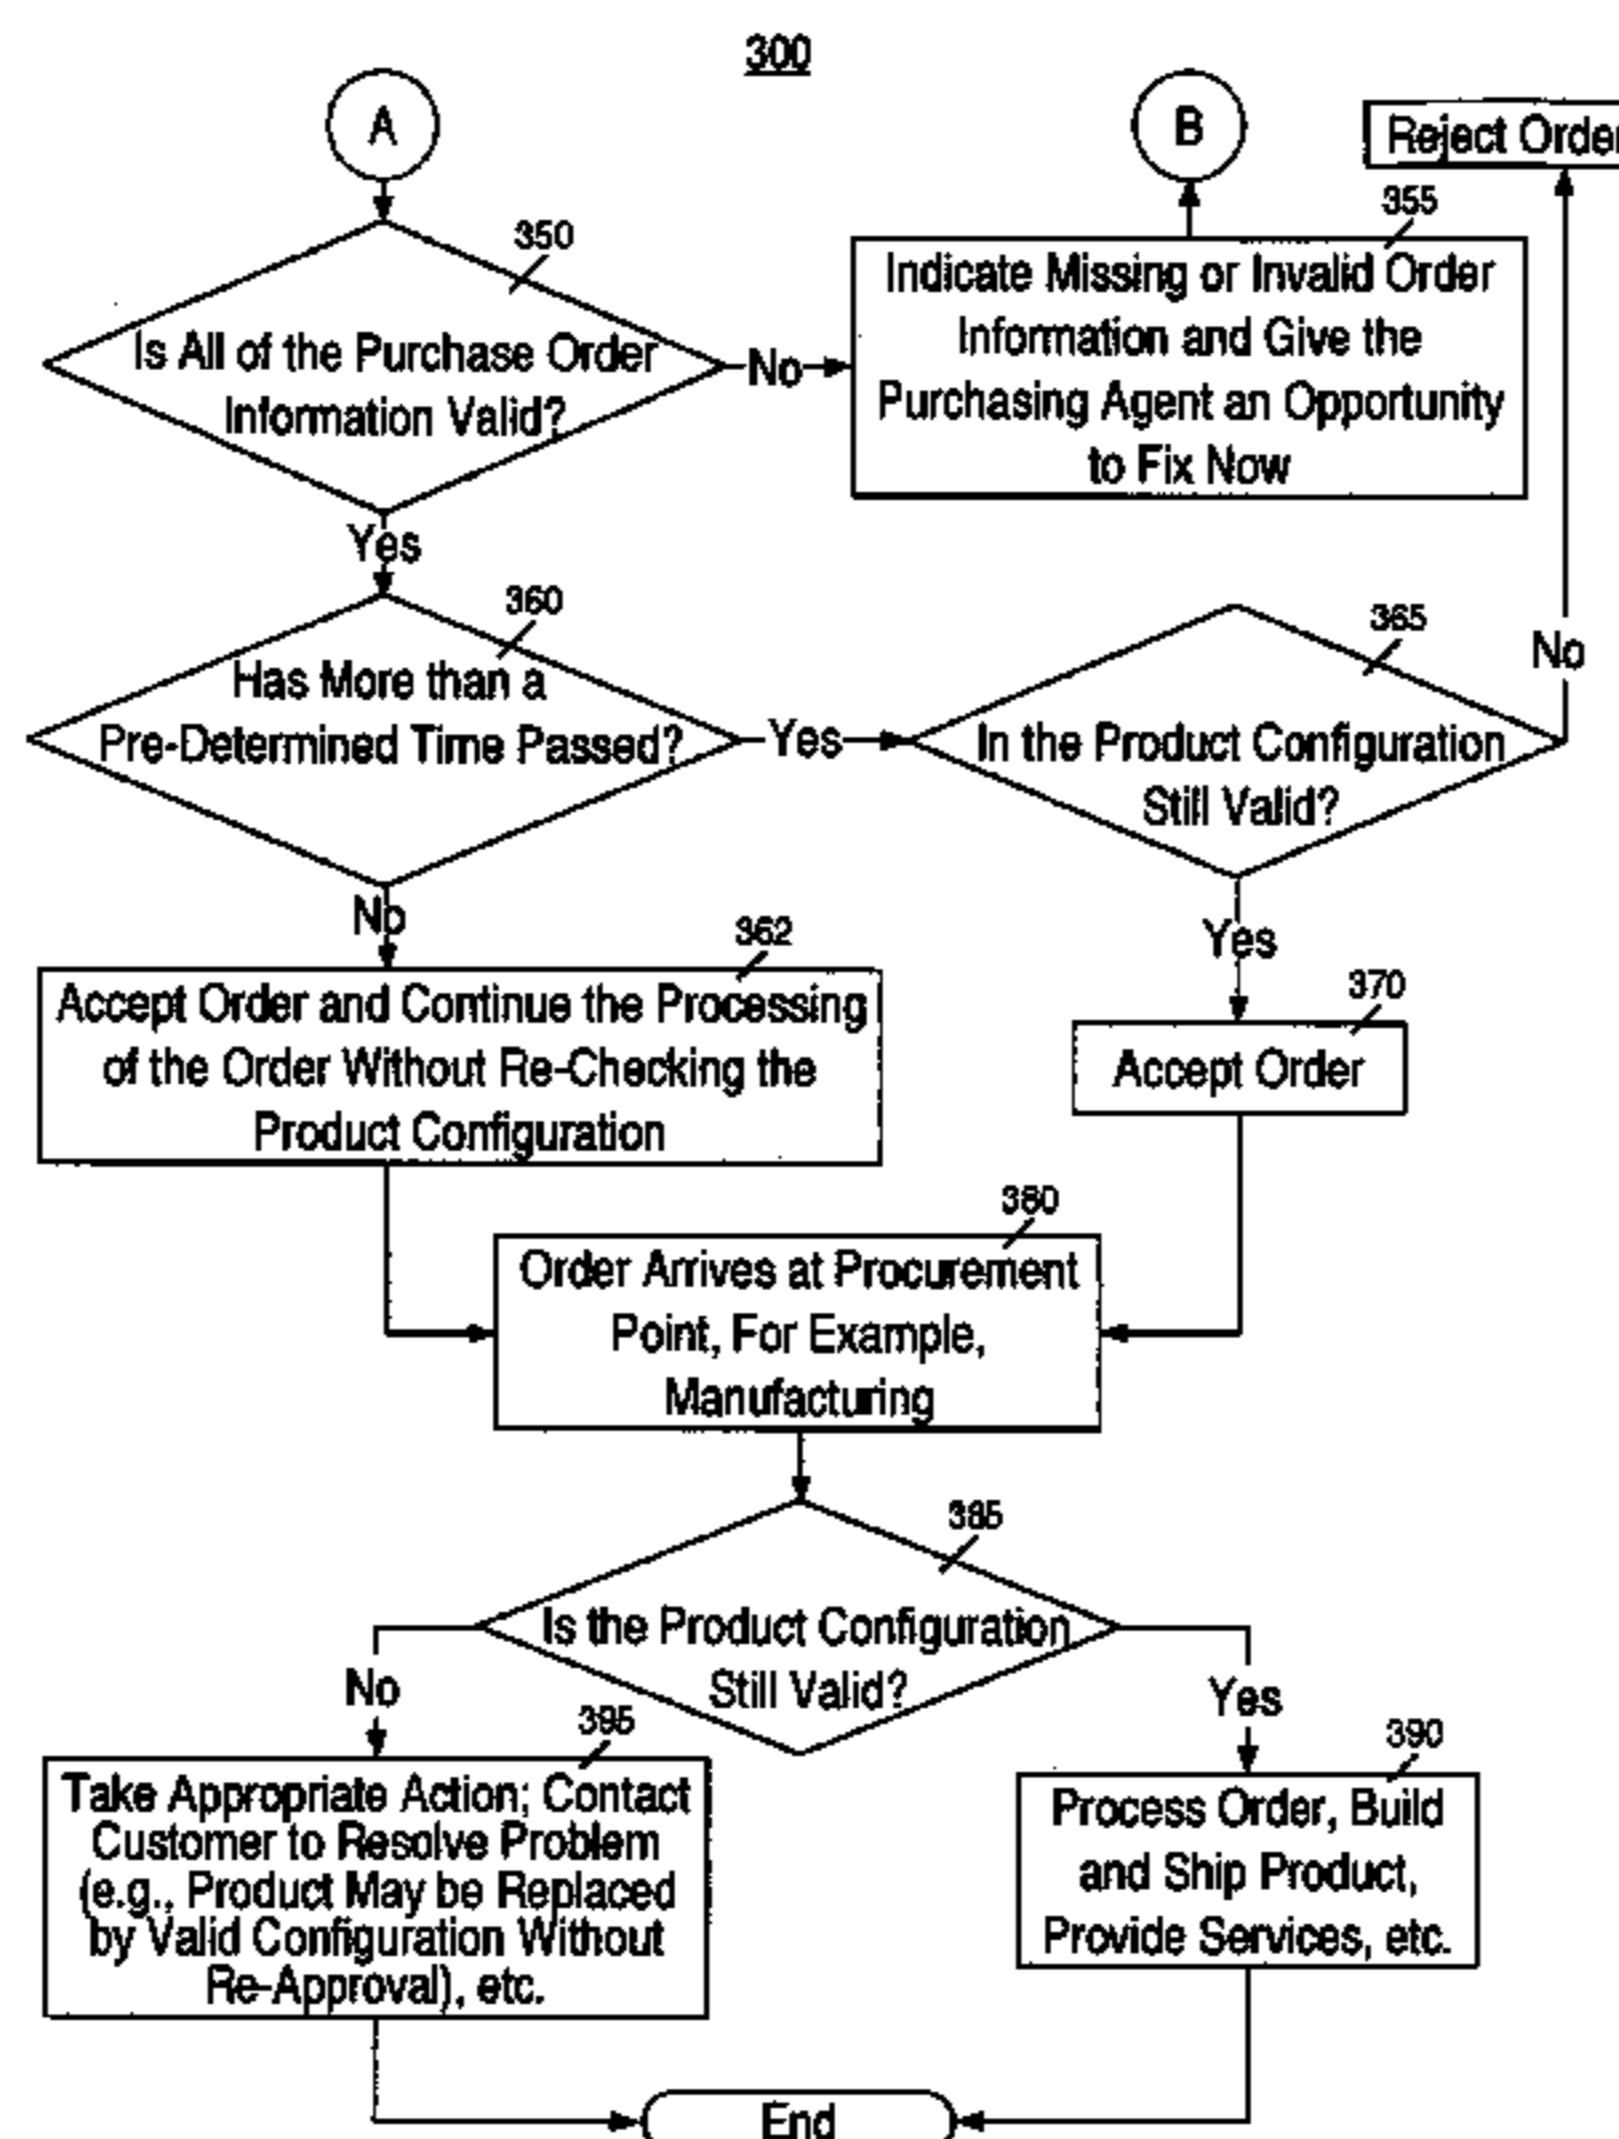 300
A
B
Reject Order
350
355
Is All of the Purchase Order
Information Valid?
No
Indicate Missing or Invalid Order
Information and Give the
Purchasing Agent an Opportunity
to Fix Now
Yes
360
365
No
Has More than a
Pre-Determined Time Passed?
Yes
In the Product Configuration
Still Valid?
No
Yes
362
370
Accept Order and Continue the Processing
of the Order Without Re-Checking the
Product Configuration
Accept Order
380
Order Arrives at Procurement
Point, For Example,
Manufacturing
385
Is the Product Configuration
Still Valid?
No
Yes
395
390
Take Appropriate Action; Contact
Customer to Resolve Problem
(e.g., Product May be Replaced
by Valid Configuration Without
Re-Approval), etc.
Process Order, Build
and Ship Product,
Provide Services, etc.
End